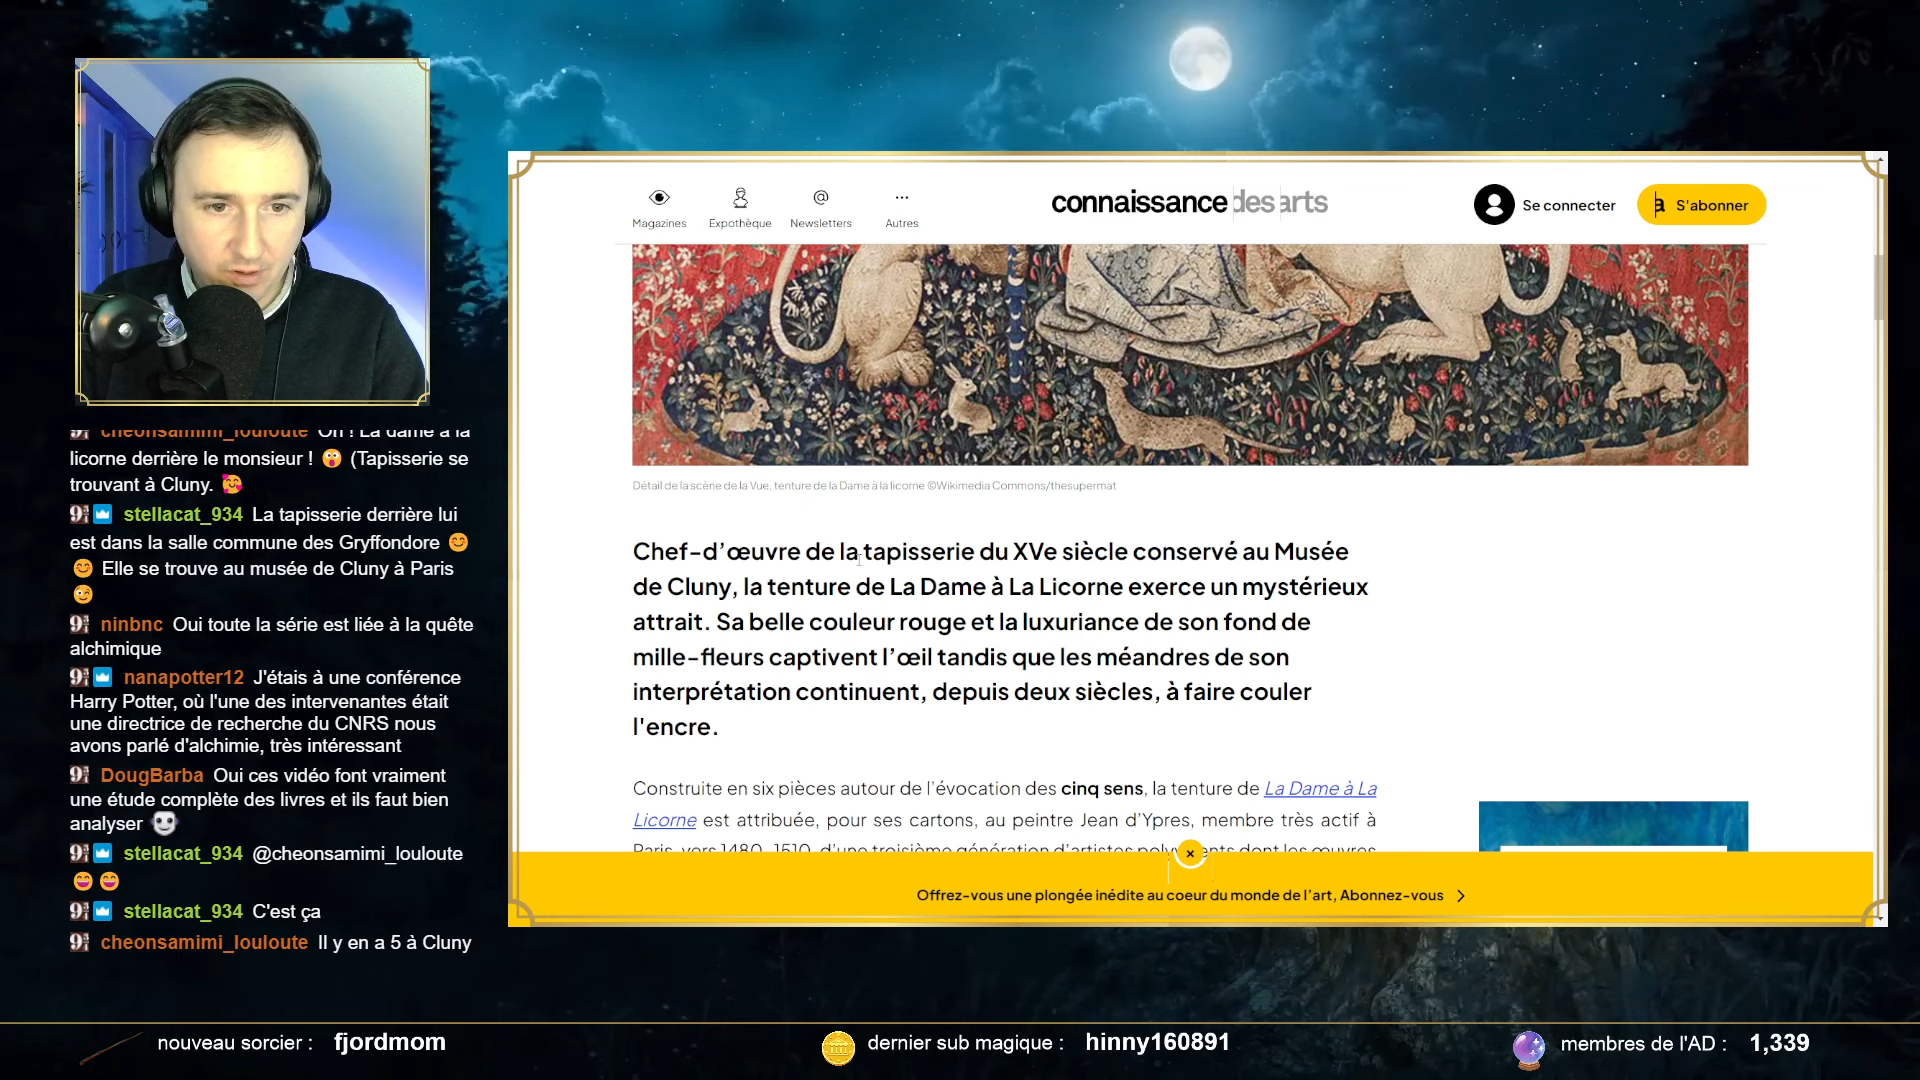 cheonsamimi_louloute Oh ! La dame à la
licorne derrière le monsieur ! 😲 (Tapisserie se
trouvant à Cluny. 🥰
stellacat_934 La tapisserie derrière lui
est dans la salle commune des Gryffondore 😊
😊 Elle se trouve au musée de Cluny à Paris
😉
ninbnc Oui toute la série est liée à la quête
alchimique
nanapotter12 J'étais à une conférence
Harry Potter, où l'une des intervenantes était
une directrice de recherche du CNRS nous
avons parlé d'alchimie, très intéressant
DougBarba Oui ces vidéo font vraiment
une étude complète des livres et ils faut bien
analyser
stellacat_934 @cheonsamimi_louloute
😄 😄
stellacat_934 C'est ça
cheonsamimi_louloute Il y en a 5 à Cluny
Magazines
Expothèque
Newsletters
Autres
connaissance des arts
Se connecter
a S'abonner
Détail de la scène de la Vue, tenture de la Dame à la licorne ©Wikimedia Commons/thesupermat
Chef-d'œuvre de la tapisserie du XVe siècle conservé au Musée
de Cluny, la tenture de La Dame à La Licorne exerce un mystérieux
attrait. Sa belle couleur rouge et la luxuriance de son fond de
mille-fleurs captivent l'œil tandis que les méandres de son
interprétation continuent, depuis deux siècles, à faire couler
l'encre.
Construite en six pièces autour de l'évocation des cinq sens, la tenture de La Dame à La
Licorne est attribuée, pour ses cartons, au peintre Jean d'Ypres, membre très actif à
Paris, vers 1480-1510, d'une troisième génération d'artistes polyvalents dont les œuvres
Offrez-vous une plongée inédite au coeur du monde de l'art, Abonnez-vous
nouveau sorcier : fjordmom
dernier sub magique : hinny160891
membres de l'AD : 1,339